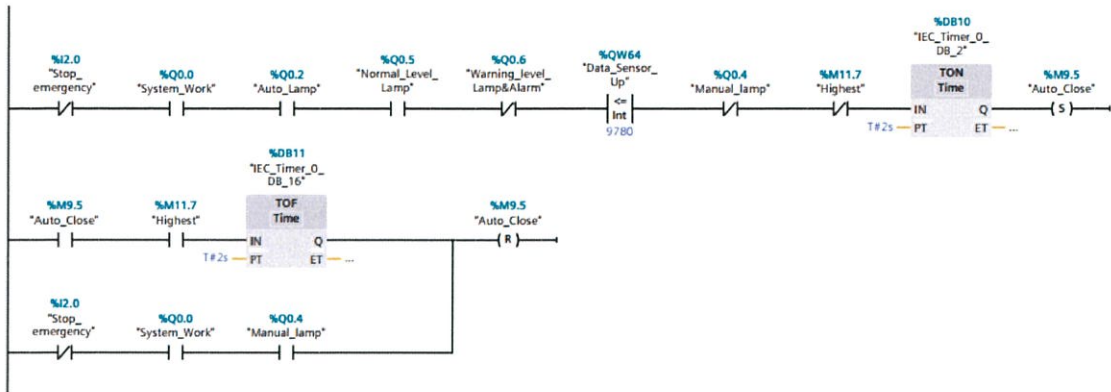 %DB10
"IEC_Timer_0_
DB_2"
%I2.0
"Stop_
emergency"
%Q0.0
"System_Work"
%Q0.2
"Auto_Lamp"
%Q0.5
"Normal_Level_
Lamp"
%Q0.6
"Warning_level_
Lamp&Alarm"
%QW64
"Data_Sensor_
Up"
<=
Int
9780
%Q0.4
"Manual_lamp"
%M11.7
"Highest"
TON
Time
IN Q
T#2s PT ET ...
%M9.5
"Auto_Close"
S
%DB11
"IEC_Timer_0_
DB_16"
%M9.5
"Auto_Close"
%M11.7
"Highest"
TOF
Time
IN Q
T#2s PT ET ...
%M9.5
"Auto_Close"
R
%I2.0
"Stop_
emergency"
%Q0.0
"System_Work"
%Q0.4
"Manual_lamp"